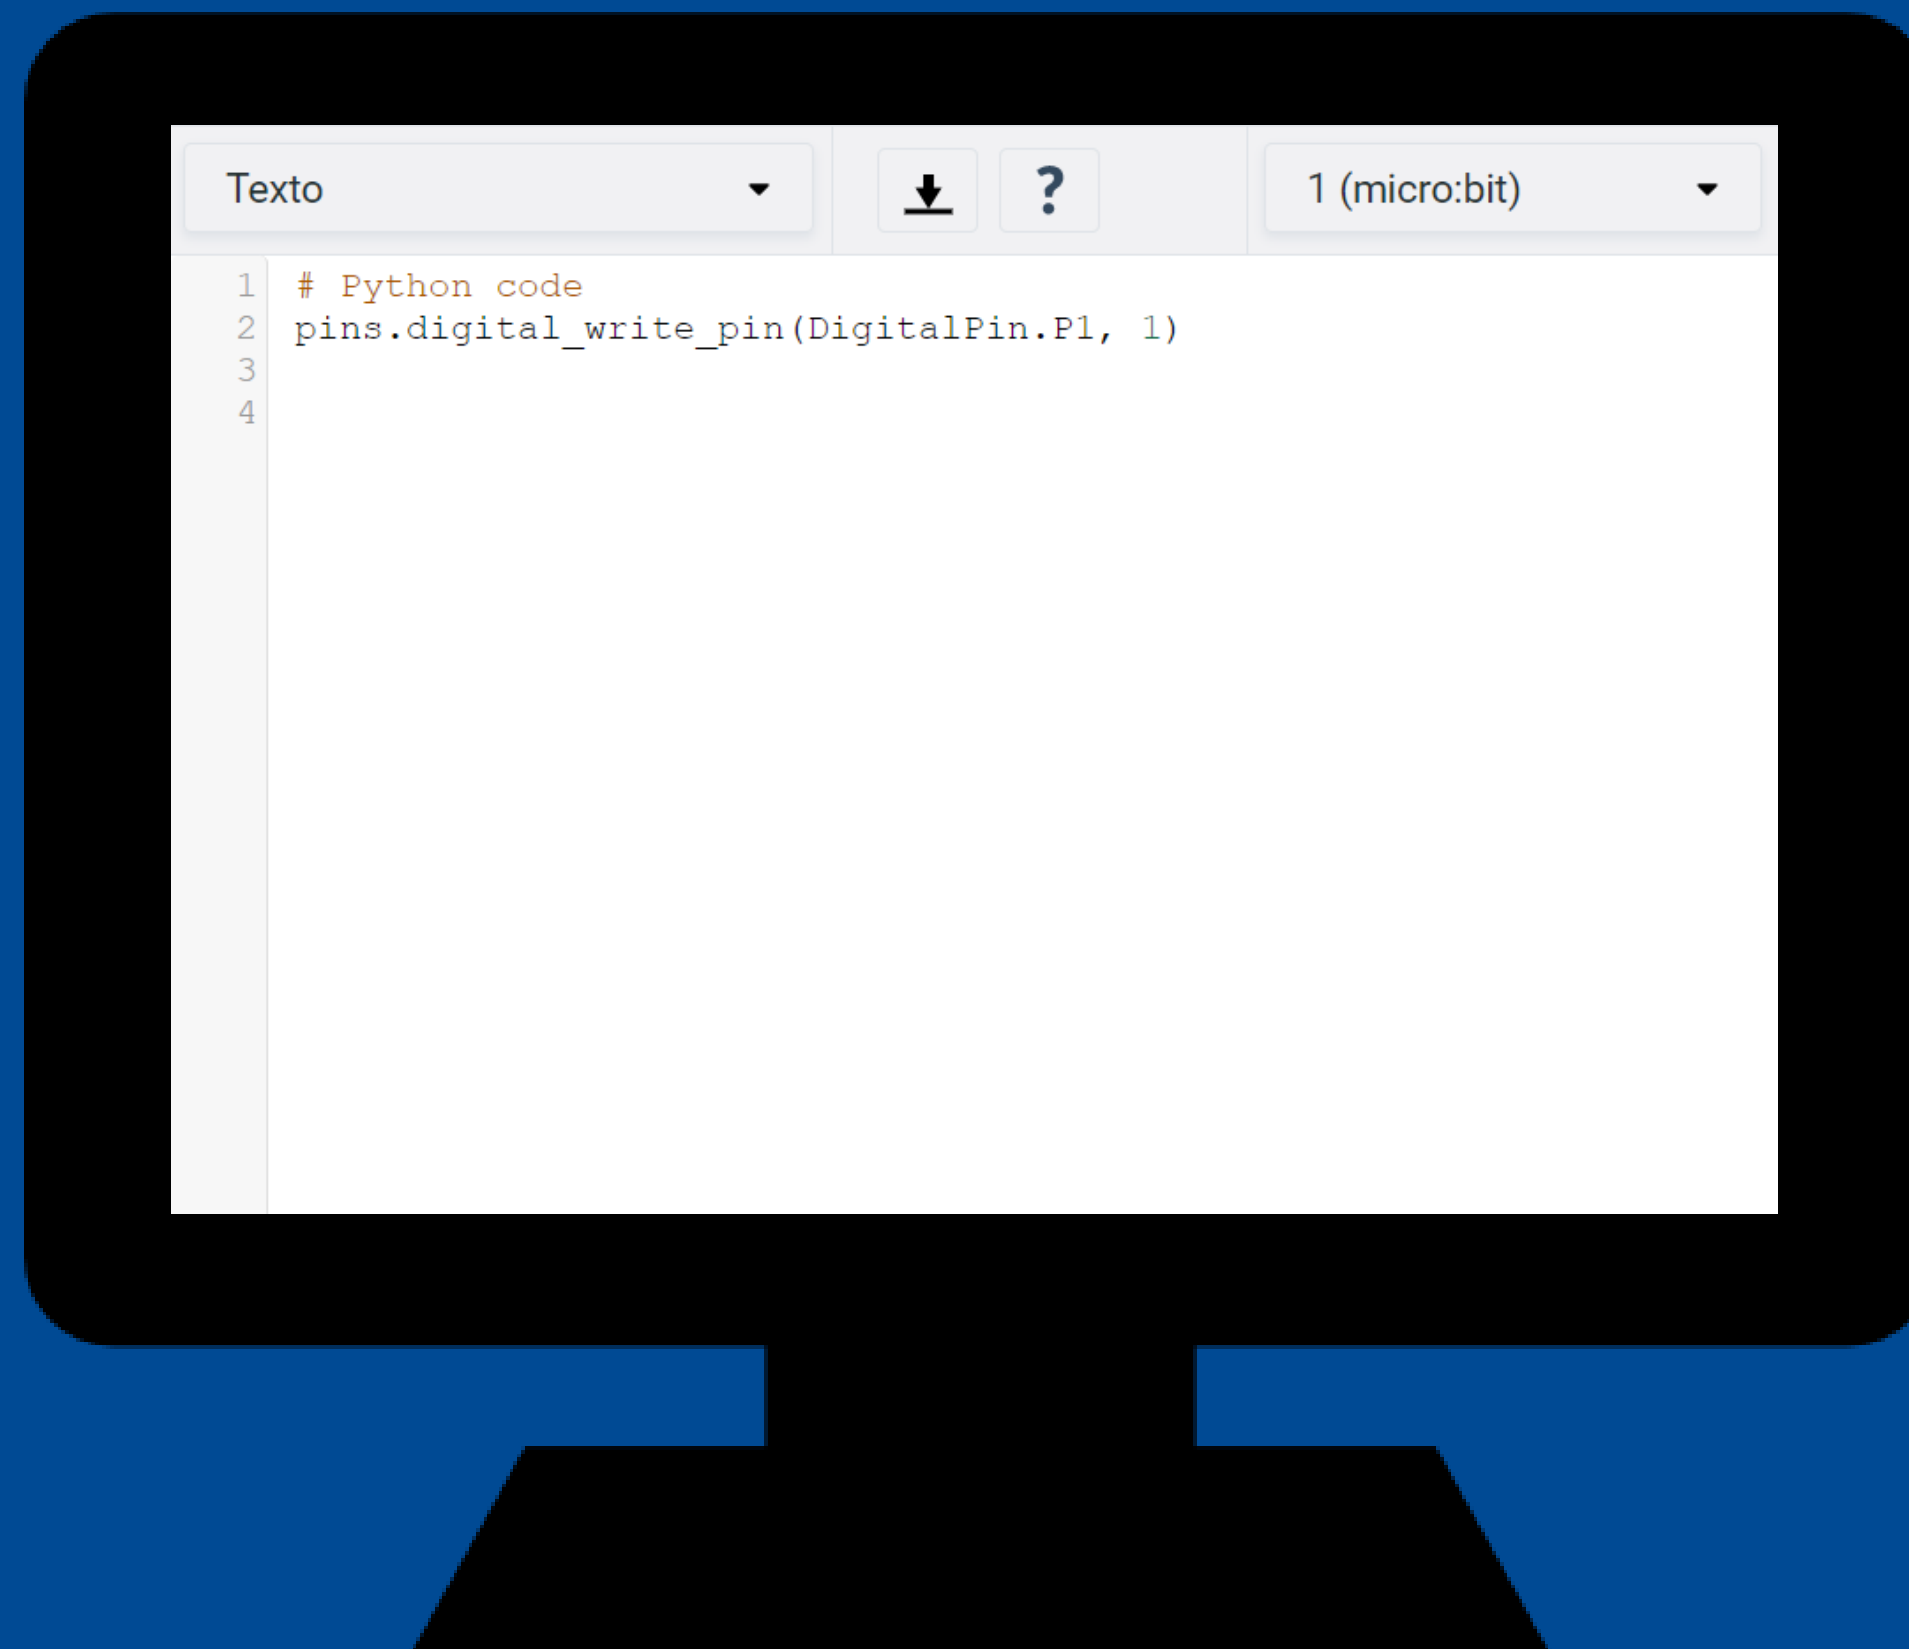 Texto
?
1 (micro:bit)
1 # Python code
2 pins.digital_write_pin(DigitalPin.P1, 1)
3
4